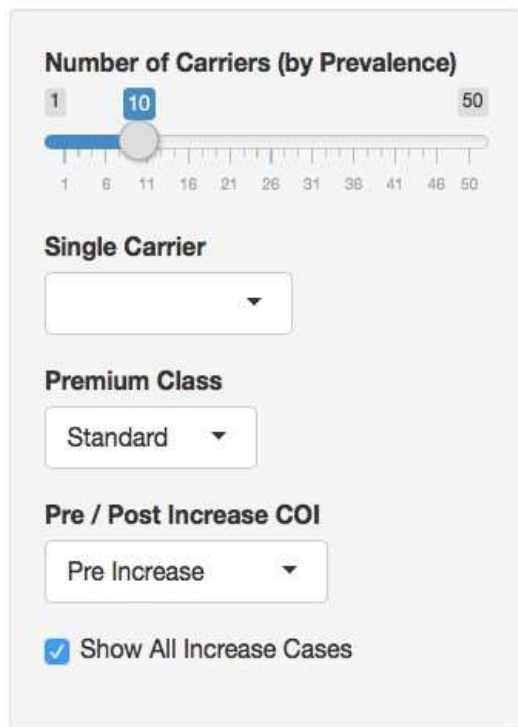 Number of Carriers (by Prevalence)
1 10 50
1 6 11 16 21 26 31 36 41 46 50
Single Carrier
Premium Class
Standard
Pre / Post Increase COI
Pre Increase
Show All Increase Cases